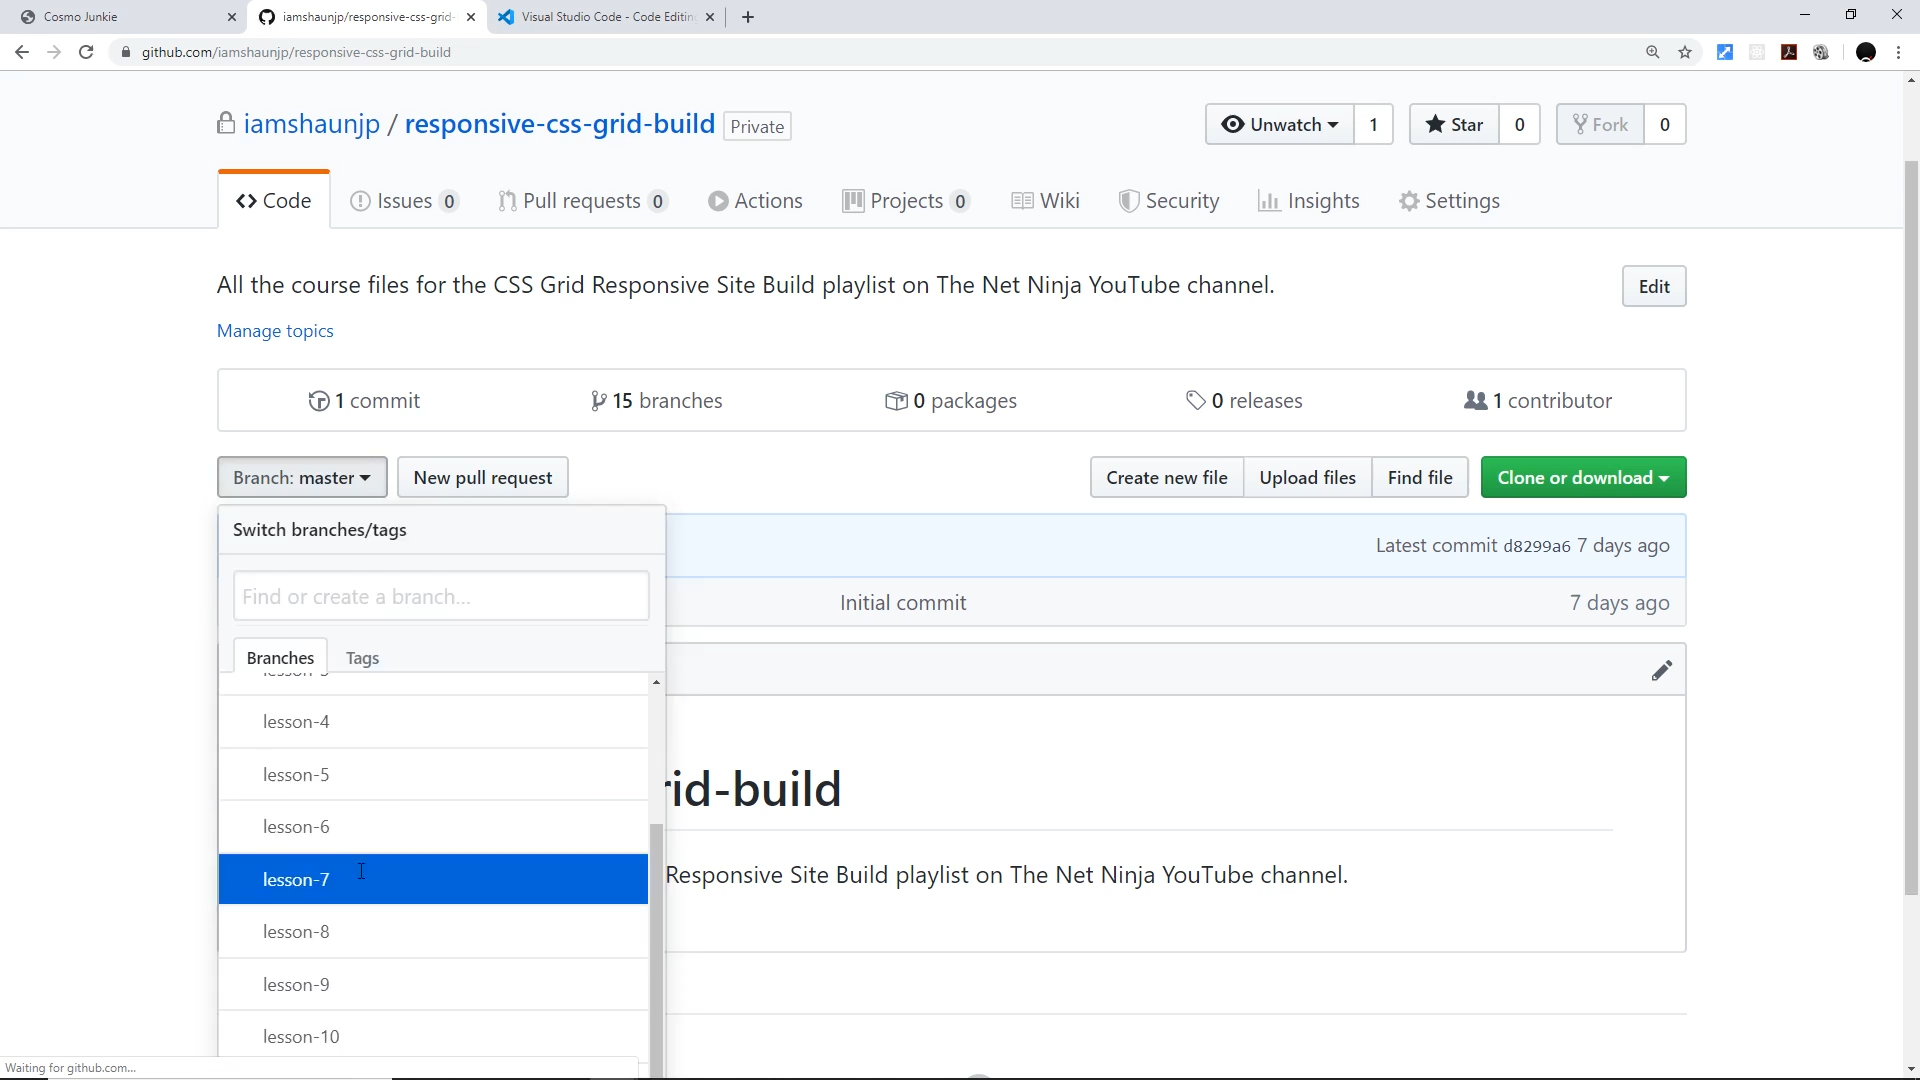 Cosmo Junkie
iamshaunjp/responsive-css-grid-
Visual Studio Code - Code Editin
github.com/iamshaunjp/responsive-css-grid-build
iamshaunjp / responsive-css-grid-build Private
Unwatch 1
Star 0
Fork 0
Code
Issues 0
Pull requests 0
Actions
Projects 0
Wiki
Security
Insights
Settings
All the course files for the CSS Grid Responsive Site Build playlist on The Net Ninja YouTube channel.
Edit
Manage topics
1 commit
15 branches
0 packages
0 releases
1 contributor
Branch: master
New pull request
Create new file
Upload files
Find file
Clone or download
Switch branches/tags
Latest commit d8299a6 7 days ago
Find or create a branch...
Initial commit
7 days ago
Branches
Tags
lesson-4
lesson-5
lesson-6
rid-build
lesson-7
Responsive Site Build playlist on The Net Ninja YouTube channel.
lesson-8
lesson-9
lesson-10
Waiting for github.com...